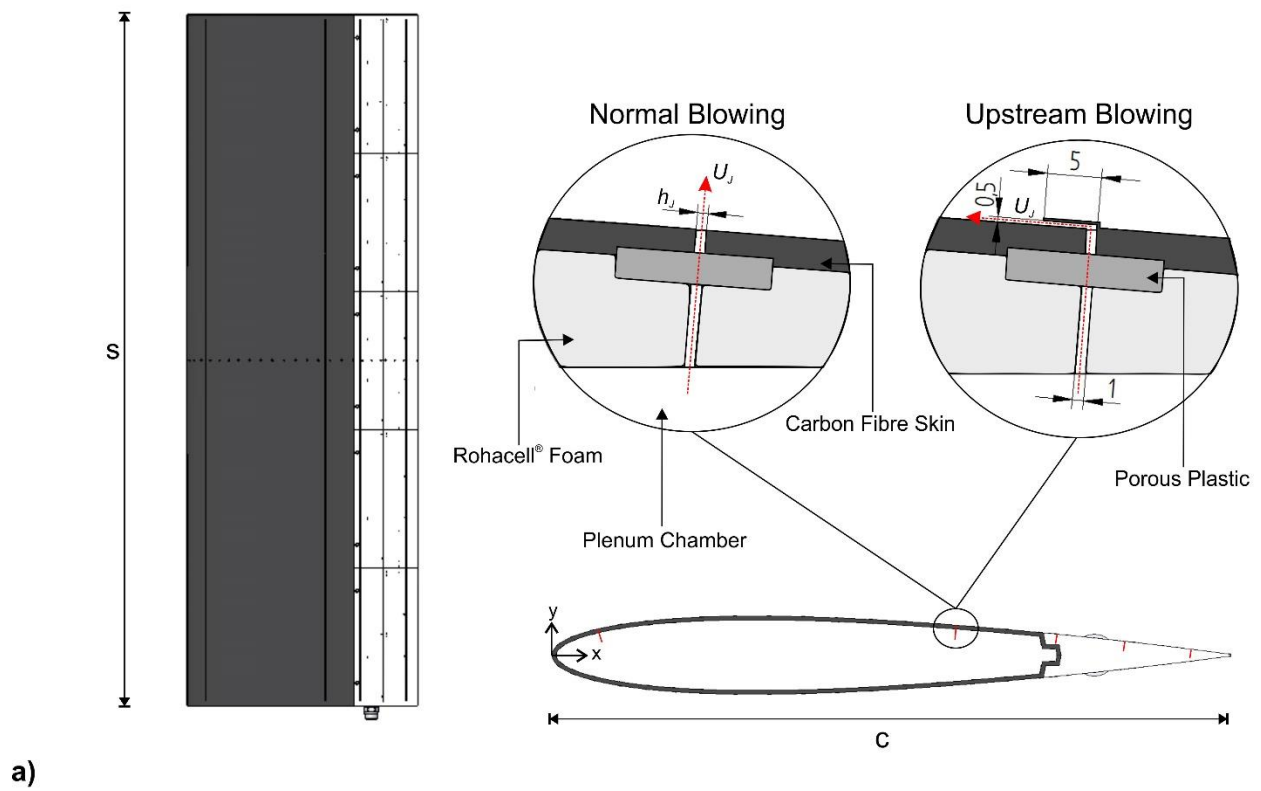 S
Normal Blowing
Upstream Blowing
U_J
h_J
5
0,5
U_J
1
Carbon Fibre Skin
Rohacell® Foam
Porous Plastic
Plenum Chamber
y
x
C
a)